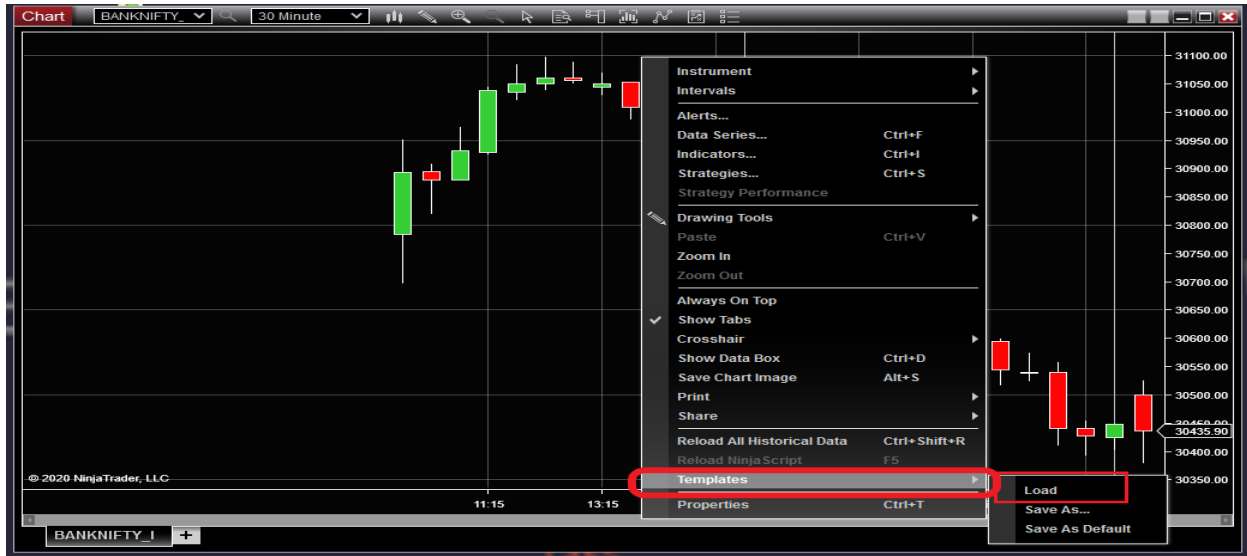 Chart BANKNIFTY_ 30 Minute
31100.00
31050.00
31000.00
30950.00
30900.00
30850.00
30800.00
30750.00
30700.00
30650.00
30600.00
30550.00
30500.00
30450.00
30435.90
30400.00
30350.00
Instrument
Intervals
Alerts...
Data Series... Ctrl+F
Indicators... Ctrl+I
Strategies... Ctrl+S
Strategy Performance
Drawing Tools
Paste Ctrl+V
Zoom In
Zoom Out
Always On Top
Show Tabs
Crosshair
Show Data Box Ctrl+D
Save Chart Image Alt+S
Print
Share
Reload All Historical Data Ctrl+Shift+R
Reload NinjaScript F5
Templates
Properties Ctrl+T
Load
Save As...
Save As Default
© 2020 NinjaTrader, LLC
11:15 13:15
BANKNIFTY_I +